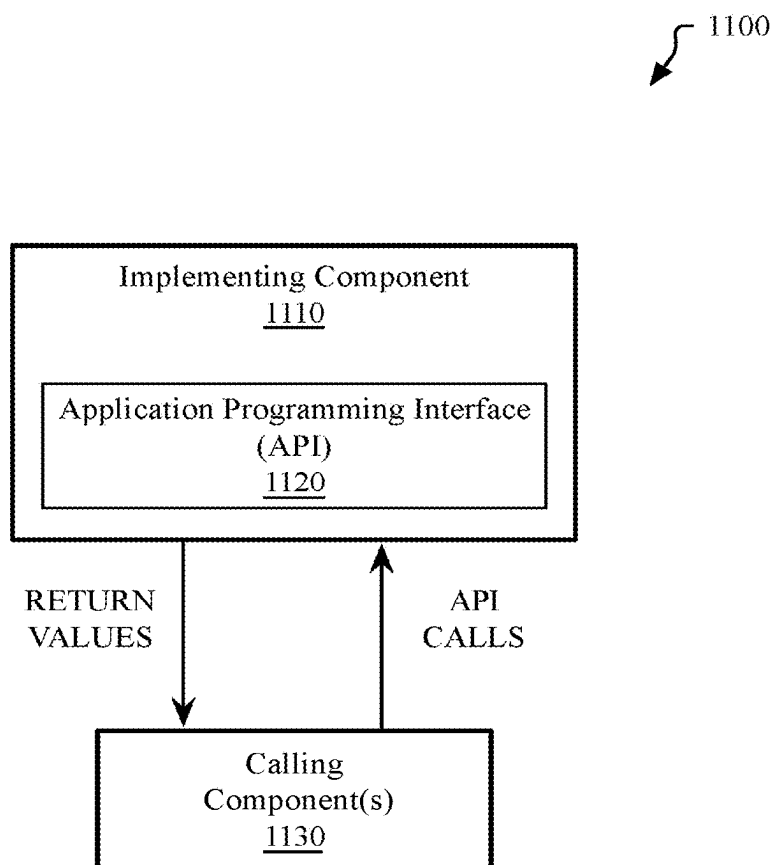 1100
Implementing Component
1110
Application Programming Interface
(API)
1120
RETURN
VALUES
API
CALLS
Calling
Component(s)
1130